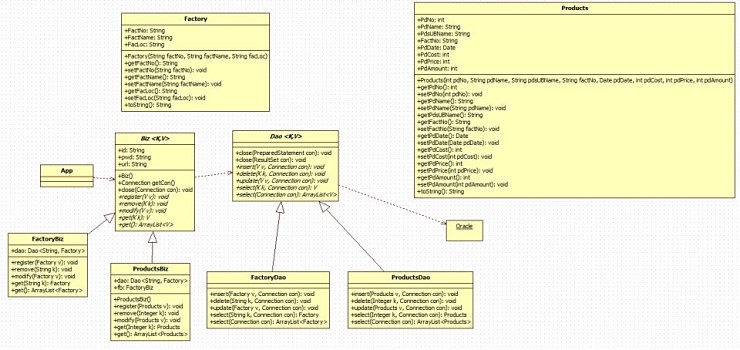 Factory
+FactNo: String
+FactName: String
+FacLoc: String
+Factory(String factNo, String factName, String facLoc)
+getFactNo(): String
+setFactNo(String factNo): void
+getFactName(): String
+setFactName(String factName): void
+getFacLoc(): String
+setFacLoc(String facLoc): void
+toString(): String
Products
+PdNo: int
+PdName: String
+PdsUBName: String
+FactNo: String
+PdDate: Date
+PdCost: int
+PdPrice: int
+PdAmount: int
+Products(int pdNo, String pdName, String pdsUBName, String factNo, Date pdDate, int pdCost, int pdPrice, int pdAmount)
+getPdNo(): int
+setPdNo(int pdNo): void
+getPdName(): String
+setPdName(String pdName): void
+getPdsUBName(): String
+getFactNo(): String
+setFactNo(String factNo): void
+getPdDate(): Date
+setPdDate(Date pdDate): void
+getPdCost(): int
+setPdCost(int pdCost): void
+getPdPrice(): int
+setPdPrice(int pdPrice): void
+getPdAmount(): int
+setPdAmount(int pdAmount): void
+toString(): String
App
Biz <K,V>
+id: String
+pwd: String
+url: String
+Biz()
+Connection getCon()
+close(Connection con): void
+register(V v): void
+remove(K k): void
+modify(V v): void
+get(K k): V
+get(): ArrayList<V>
Dao <K,V>
+close(PreparedStatement con): void
+close(ResultSet con): void
+insert(V v, Connection con): void
+delete(K k, Connection con): void
+update(V v, Connection con): void
+select(K k, Connection con): V
+select(Connection con): ArrayList<V>
Oracle
FactoryBiz
+dao: Dao<String, Factory>
+register(Factory v): void
+remove(String k): void
+modify(Factory v): void
+get(String k): Factory
+get(): ArrayList<Factory>
ProductsBiz
+dao: Dao<String, Factory>
+fb: FactoryBiz
+ProductsBiz()
+register(Products v): void
+remove(Integer k): void
+modify(Products v): void
+get(Integer k): Products
+get(): ArrayList<Products>
FactoryDao
+insert(Factory v, Connection con): void
+delete(String k, Connection con): void
+update(Factory v, Connection con): void
+select(String k, Connection con): Factory
+select(Connection con): ArrayList<Factory>
ProductsDao
+insert(Products v, Connection con): void
+delete(Integer k, Connection con): void
+update(Products v, Connection con): void
+select(Integer k, Connection con): Products
+select(Connection con): ArrayList<Products>